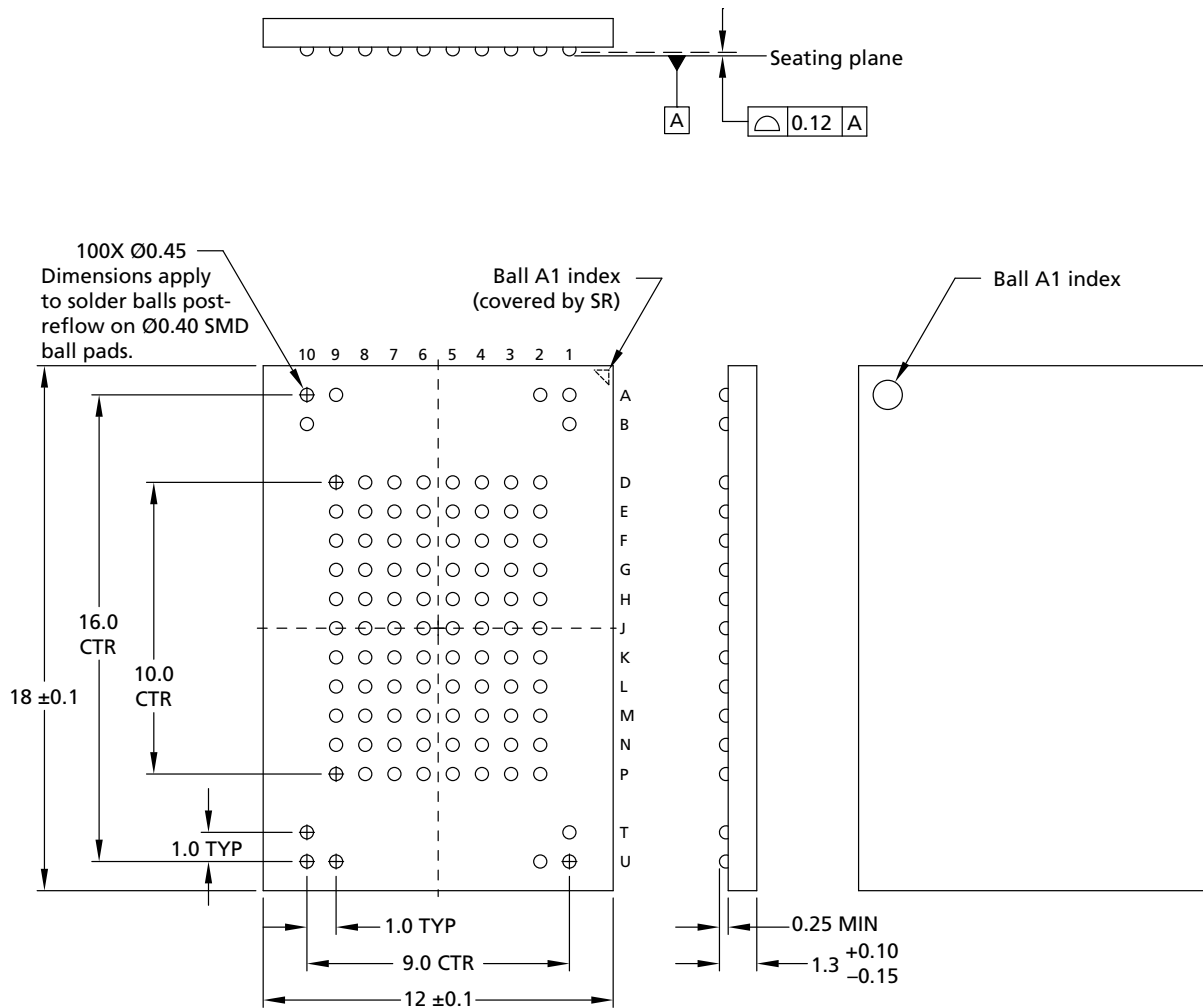 Seating plane
A
0.12 A
100X Ø0.45
Dimensions apply
to solder balls post-
reflow on Ø0.40 SMD
ball pads.
Ball A1 index
(covered by SR)
Ball A1 index
10 9 8 7 6 5 4 3 2 1
A
B
D
E
F
G
H
J
K
L
M
N
P
T
U
16.0
CTR
10.0
CTR
18 ±0.1
1.0 TYP
1.0 TYP
9.0 CTR
12 ±0.1
0.25 MIN
1.3 +0.10
–0.15